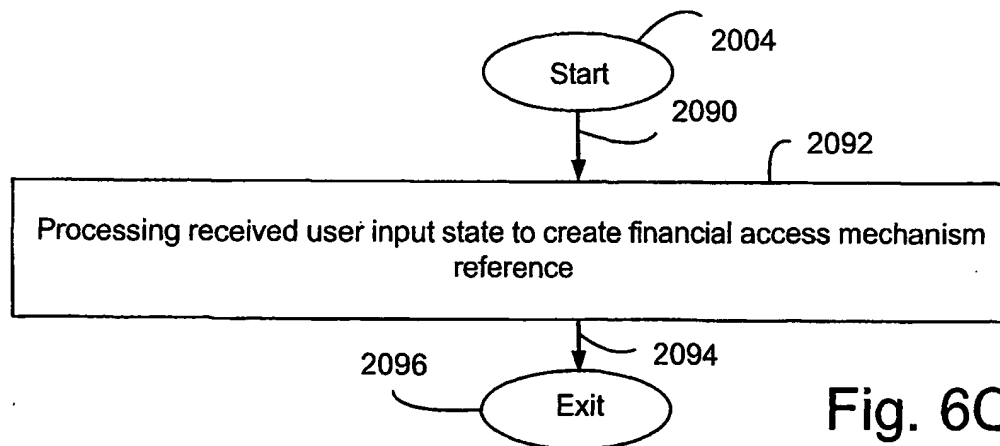 2004
Start
2090
2092
Processing received user input state to create financial access mechanism
reference
2094
2096
Exit
Fig. 6C